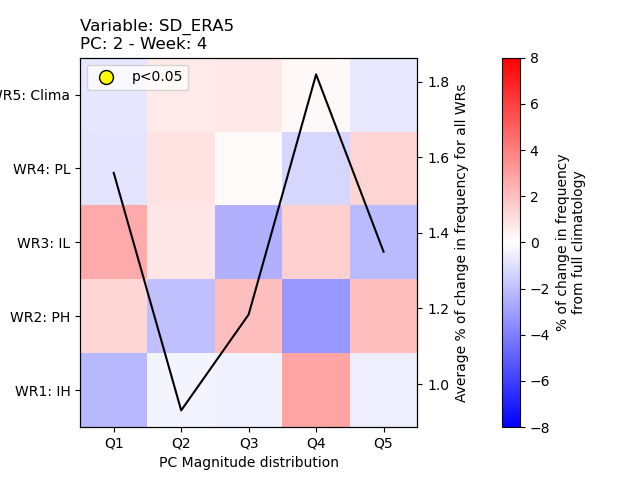 Variable: SD_ERA5
PC: 2 - Week: 4
p<0.05
WR5: Clima
WR4: PL
WR3: IL
WR2: PH
WR1: IH
Q1 Q2 Q3 Q4 Q5
PC Magnitude distribution
1.8
1.6
1.4
1.2
1.0
Average % of change in frequency for all WRs
8
6
4
2
0
−2
−4
−6
−8
% of change in frequency
from full climatology